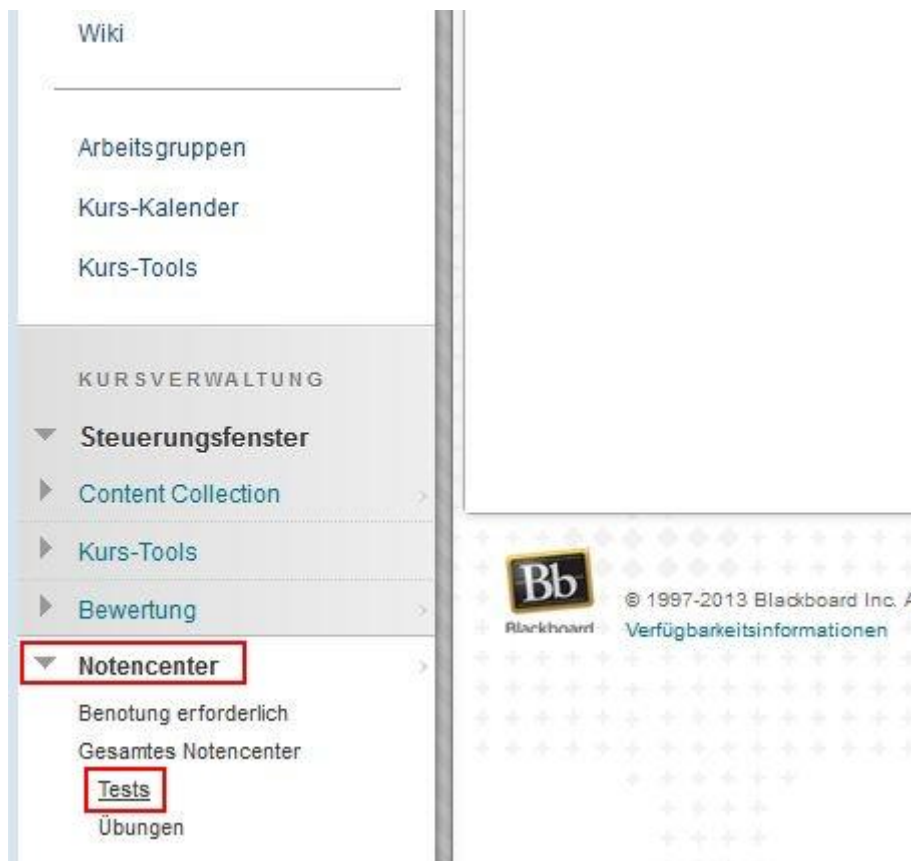 Wiki
Arbeitsgruppen
Kurs-Kalender
Kurs-Tools
KURSVERWALTUNG
Steuerungsfenster
Content Collection
Kurs-Tools
Bewertung
Notencenter
Benotung erforderlich
Gesamtes Notencenter
Tests
Übungen
Bb
Blackboard
© 1997-2013 Blackboard Inc. A
Verfügbarkeitsinformationen